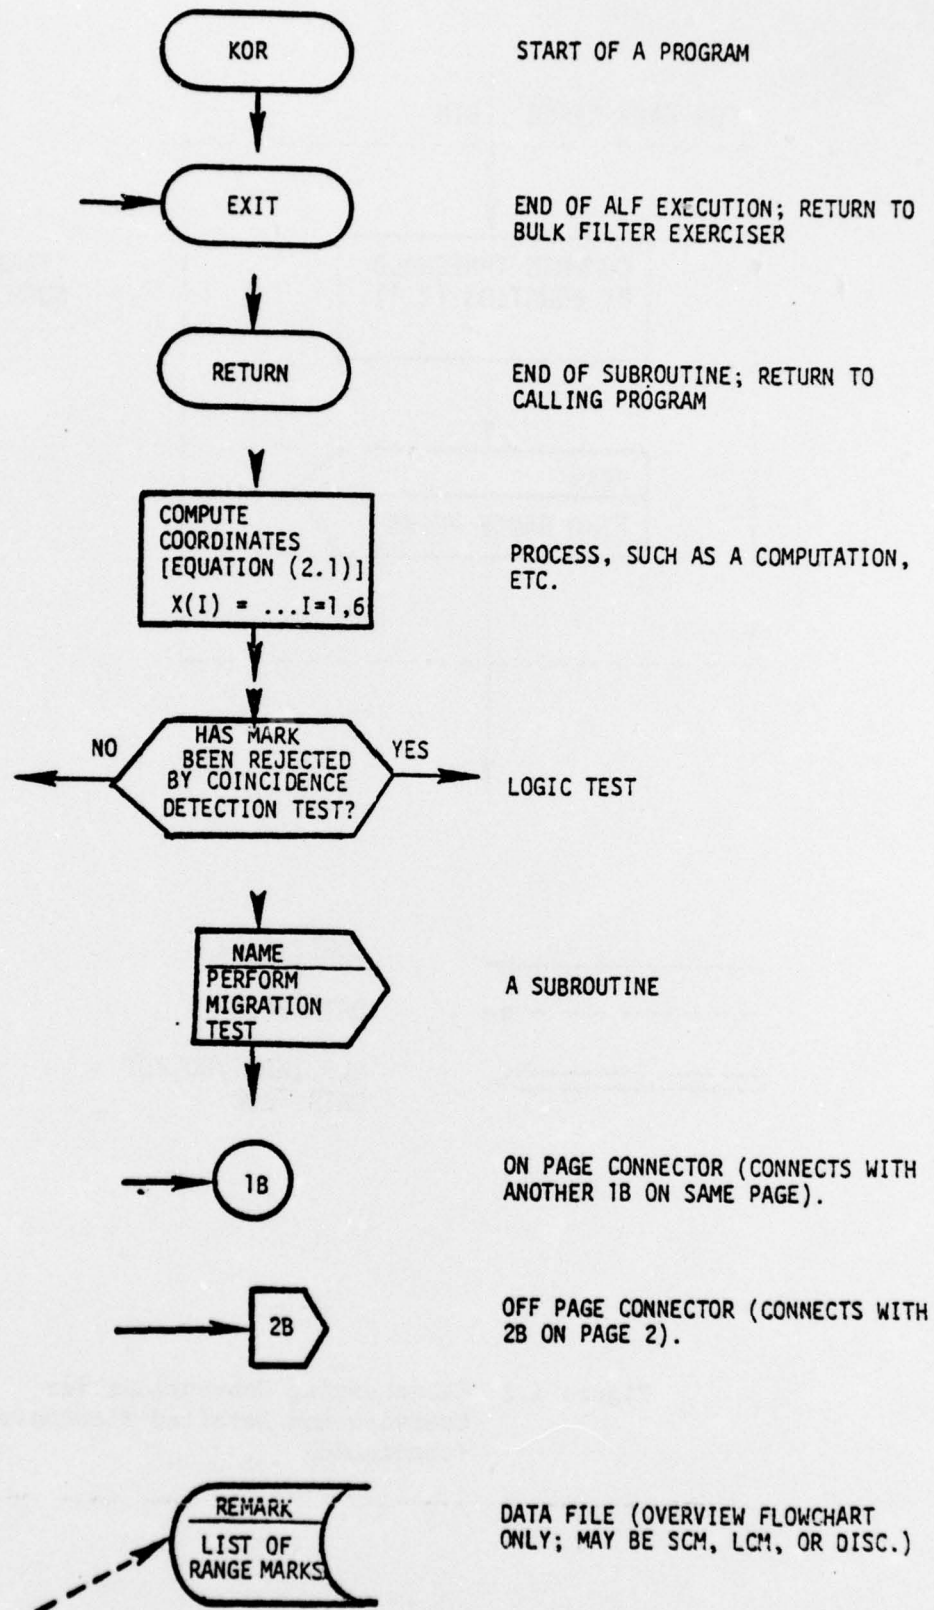 KOR
START OF A PROGRAM
EXIT
END OF ALF EXECUTION; RETURN TO
BULK FILTER EXERCISER
RETURN
END OF SUBROUTINE; RETURN TO
CALLING PROGRAM
COMPUTE
COORDINATES
[EQUATION (2.1)]
X(I) = ...I=1,6
PROCESS, SUCH AS A COMPUTATION,
ETC.
NO
HAS MARK
BEEN REJECTED
BY COINCIDENCE
DETECTION TEST?
YES
LOGIC TEST
NAME
PERFORM
MIGRATION
TEST
A SUBROUTINE
1B
ON PAGE CONNECTOR (CONNECTS WITH
ANOTHER 1B ON SAME PAGE).
2B
OFF PAGE CONNECTOR (CONNECTS WITH
2B ON PAGE 2).
REMARK
LIST OF
RANGE MARKS
DATA FILE (OVERVIEW FLOWCHART
ONLY; MAY BE SCM, LCM, OR DISC.)